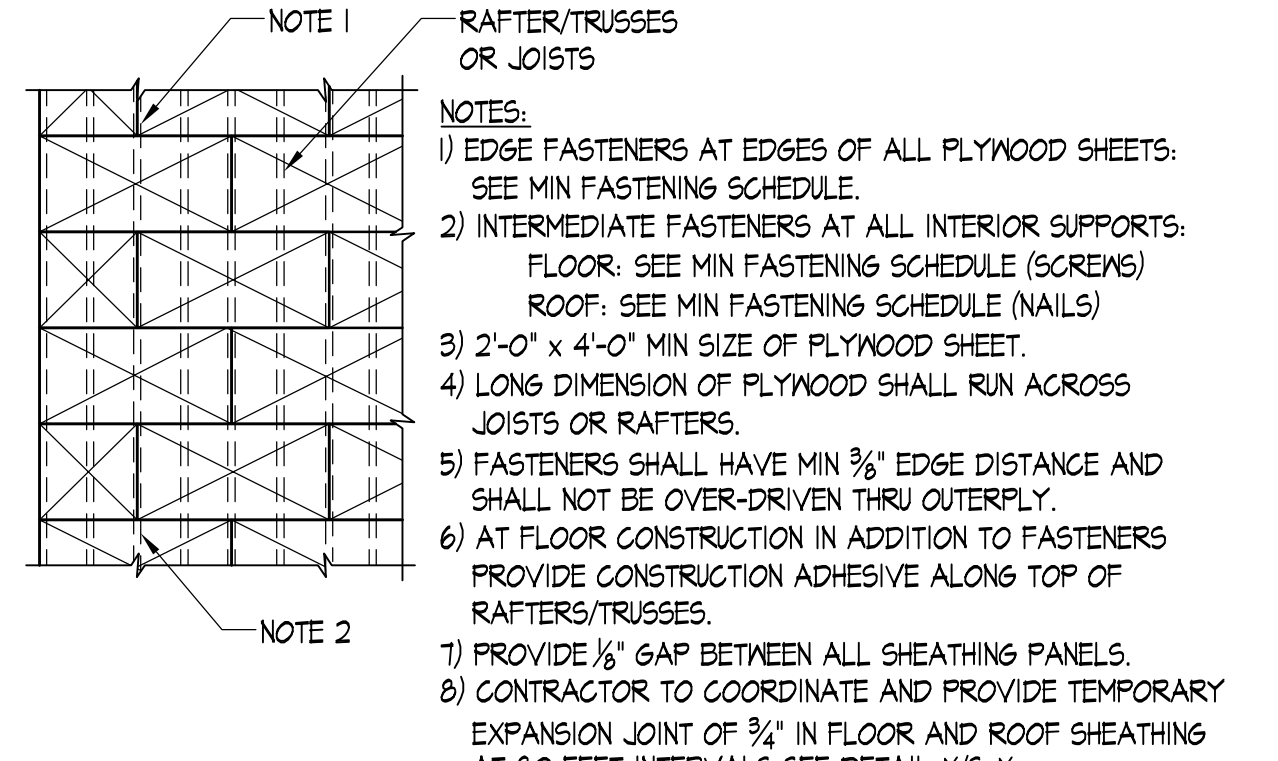 NOTE 1
RAFTER/TRUSSES
OR JOISTS
NOTES:
1) EDGE FASTENERS AT EDGES OF ALL PLYWOOD SHEETS:
SEE MIN FASTENING SCHEDULE.
2) INTERMEDIATE FASTENERS AT ALL INTERIOR SUPPORTS:
FLOOR: SEE MIN FASTENING SCHEDULE (SCREWS)
ROOF: SEE MIN FASTENING SCHEDULE (NAILS)
3) 2'-0" x 4'-0" MIN SIZE OF PLYWOOD SHEET.
4) LONG DIMENSION OF PLYWOOD SHALL RUN ACROSS
JOISTS OR RAFTERS.
5) FASTENERS SHALL HAVE MIN 3/8" EDGE DISTANCE AND
SHALL NOT BE OVER-DRIVEN THRU OUTERPLY.
6) AT FLOOR CONSTRUCTION IN ADDITION TO FASTENERS
PROVIDE CONSTRUCTION ADHESIVE ALONG TOP OF
RAFTERS/TRUSSES.
7) PROVIDE 1/8" GAP BETWEEN ALL SHEATHING PANELS.
8) CONTRACTOR TO COORDINATE AND PROVIDE TEMPORARY
EXPANSION JOINT OF 3/4" IN FLOOR AND ROOF SHEATHING
FEET INTERVALS SEE DETAIL
NOTE 2